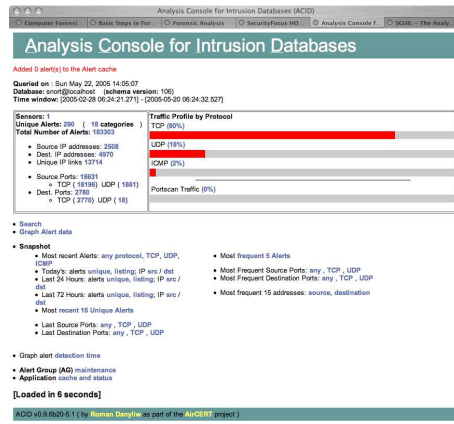 Analysis Console for Intrusion Databases (ACID)
Computer Forensi... Basic Steps in For... Forensic Analysis SecurityFocus HO... Analysis Console f... SGUIL - The Analy...
Analysis Console for Intrusion Databases
Added 0 alert(s) to the Alert cache
Queried on : Sun May 22, 2005 14:05:07
Database: snort@localhost (schema version: 106)
Time window: [2005-02-28 06:24:21.271] - [2005-05-20 06:24:32.527]
Sensors: 1
Unique Alerts: 290 ( 18 categories )
Total Number of Alerts: 183303
• Source IP addresses: 2508
• Dest. IP addresses: 4970
• Unique IP links 13714
• Source Ports: 18631
○ TCP ( 18196) UDP ( 1881)
• Dest. Ports: 2780
○ TCP ( 2770) UDP ( 18)
Traffic Profile by Protocol
TCP (80%)
UDP (18%)
ICMP (2%)
Portscan Traffic (0%)
• Search
• Graph Alert data
• Snapshot
• Most recent Alerts: any protocol, TCP, UDP,
ICMP
• Today's: alerts unique, listing; IP src / dst
• Last 24 Hours: alerts unique, listing; IP src /
dst
• Last 72 Hours: alerts unique, listing; IP src /
dst
• Most recent 15 Unique Alerts
• Last Source Ports: any , TCP , UDP
• Last Destination Ports: any , TCP , UDP
• Most frequent 5 Alerts
• Most Frequent Source Ports: any , TCP , UDP
• Most Frequent Destination Ports: any , TCP , UDP
• Most frequent 15 addresses: source, destination
• Graph alert detection time
• Alert Group (AG) maintenance
• Application cache and status
[Loaded in 6 seconds]
ACID v0.9.6b20-5.1 ( by Roman Danyliw as part of the AirCERT project )